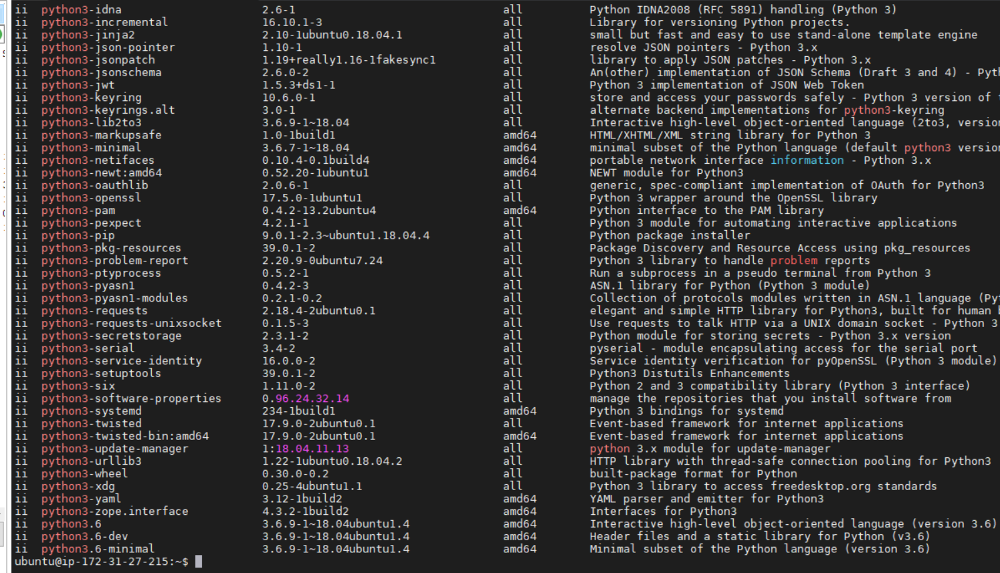 ii python3-idna 2.6-1 all Python IDNA2008 (RFC 5891) handling (Python 3)
ii python3-incremental 16.10.1-3 all Library for versioning Python projects.
ii python3-jinja2 2.10-1ubuntu0.18.04.1 all small but fast and easy to use stand-alone template engine
ii python3-json-pointer 1.10-1 all resolve JSON pointers - Python 3.x
ii python3-jsonpatch 1.19+really1.16-1fakesync1 all library to apply JSON patches - Python 3.x
ii python3-jsonschema 2.6.0-2 all An(other) implementation of JSON Schema (Draft 3 and 4) - Pyth
ii python3-jwt 1.5.3+ds1-1 all Python 3 implementation of JSON Web Token
ii python3-keyring 10.6.0-1 all store and access your passwords safely - Python 3 version of
ii python3-keyrings.alt 3.0-1 all alternate backend implementations for python3-keyring
ii python3-lib2to3 3.6.9-1~18.04 all Interactive high-level object-oriented language (2to3, version
ii python3-markupsafe 1.0-1build1 amd64 HTML/XHTML/XML string library for Python 3
ii python3-minimal 3.6.7-1~18.04 amd64 minimal subset of the Python language (default python3 version
ii python3-netifaces 0.10.4-0.1build4 amd64 portable network interface information - Python 3.x
ii python3-newt:amd64 0.52.20-1ubuntu1 amd64 NEWT module for Python3
ii python3-oauthlib 2.0.6-1 all generic, spec-compliant implementation of OAuth for Python3
ii python3-openssl 17.5.0-1ubuntu1 all Python 3 wrapper around the OpenSSL library
ii python3-pam 0.4.2-13.2ubuntu4 amd64 Python interface to the PAM library
ii python3-pexpect 4.2.1-1 all Python 3 module for automating interactive applications
ii python3-pip 9.0.1-2.3~ubuntu1.18.04.4 all Python package installer
ii python3-pkg-resources 39.0.1-2 all Package Discovery and Resource Access using pkg_resources
ii python3-problem-report 2.20.9-0ubuntu7.24 all Python 3 library to handle problem reports
ii python3-ptyprocess 0.5.2-1 all Run a subprocess in a pseudo terminal from Python 3
ii python3-pyasn1 0.4.2-3 all ASN.1 library for Python (Python 3 module)
ii python3-pyasn1-modules 0.2.1-0.2 all Collection of protocols modules written in ASN.1 language (Pyt
ii python3-requests 2.18.4-2ubuntu0.1 all elegant and simple HTTP library for Python3, built for human
ii python3-requests-unixsocket 0.1.5-3 all Use requests to talk HTTP via a UNIX domain socket - Python 3
ii python3-secretstorage 2.3.1-2 all Python module for storing secrets - Python 3.x version
ii python3-serial 3.4-2 all pyserial - module encapsulating access for the serial port
ii python3-service-identity 16.0.0-2 all Service identity verification for pyOpenSSL (Python 3 module)
ii python3-setuptools 39.0.1-2 all Python3 Distutils Enhancements
ii python3-six 1.11.0-2 all Python 2 and 3 compatibility library (Python 3 interface)
ii python3-software-properties 0.96.24.32.14 all manage the repositories that you install software from
ii python3-systemd 234-1build1 amd64 Python 3 bindings for systemd
ii python3-twisted 17.9.0-2ubuntu0.1 all Event-based framework for internet applications
ii python3-twisted-bin:amd64 17.9.0-2ubuntu0.1 amd64 Event-based framework for internet applications
ii python3-update-manager 1:18.04.11.13 all python 3.x module for update-manager
ii python3-urllib3 1.22-1ubuntu0.18.04.2 all HTTP library with thread-safe connection pooling for Python3
ii python3-wheel 0.30.0-0.2 all built-package format for Python
ii python3-xdg 0.25-4ubuntu1.1 all Python 3 library to access freedesktop.org standards
ii python3-yaml 3.12-1build2 amd64 YAML parser and emitter for Python3
ii python3-zope.interface 4.3.2-1build2 amd64 Interfaces for Python3
ii python3.6 3.6.9-1~18.04ubuntu1.4 amd64 Interactive high-level object-oriented language (version 3.6)
ii python3.6-dev 3.6.9-1~18.04ubuntu1.4 amd64 Header files and a static library for Python (v3.6)
ii python3.6-minimal 3.6.9-1~18.04ubuntu1.4 amd64 Minimal subset of the Python language (version 3.6)
ubuntu@ip-172-31-27-215:~$